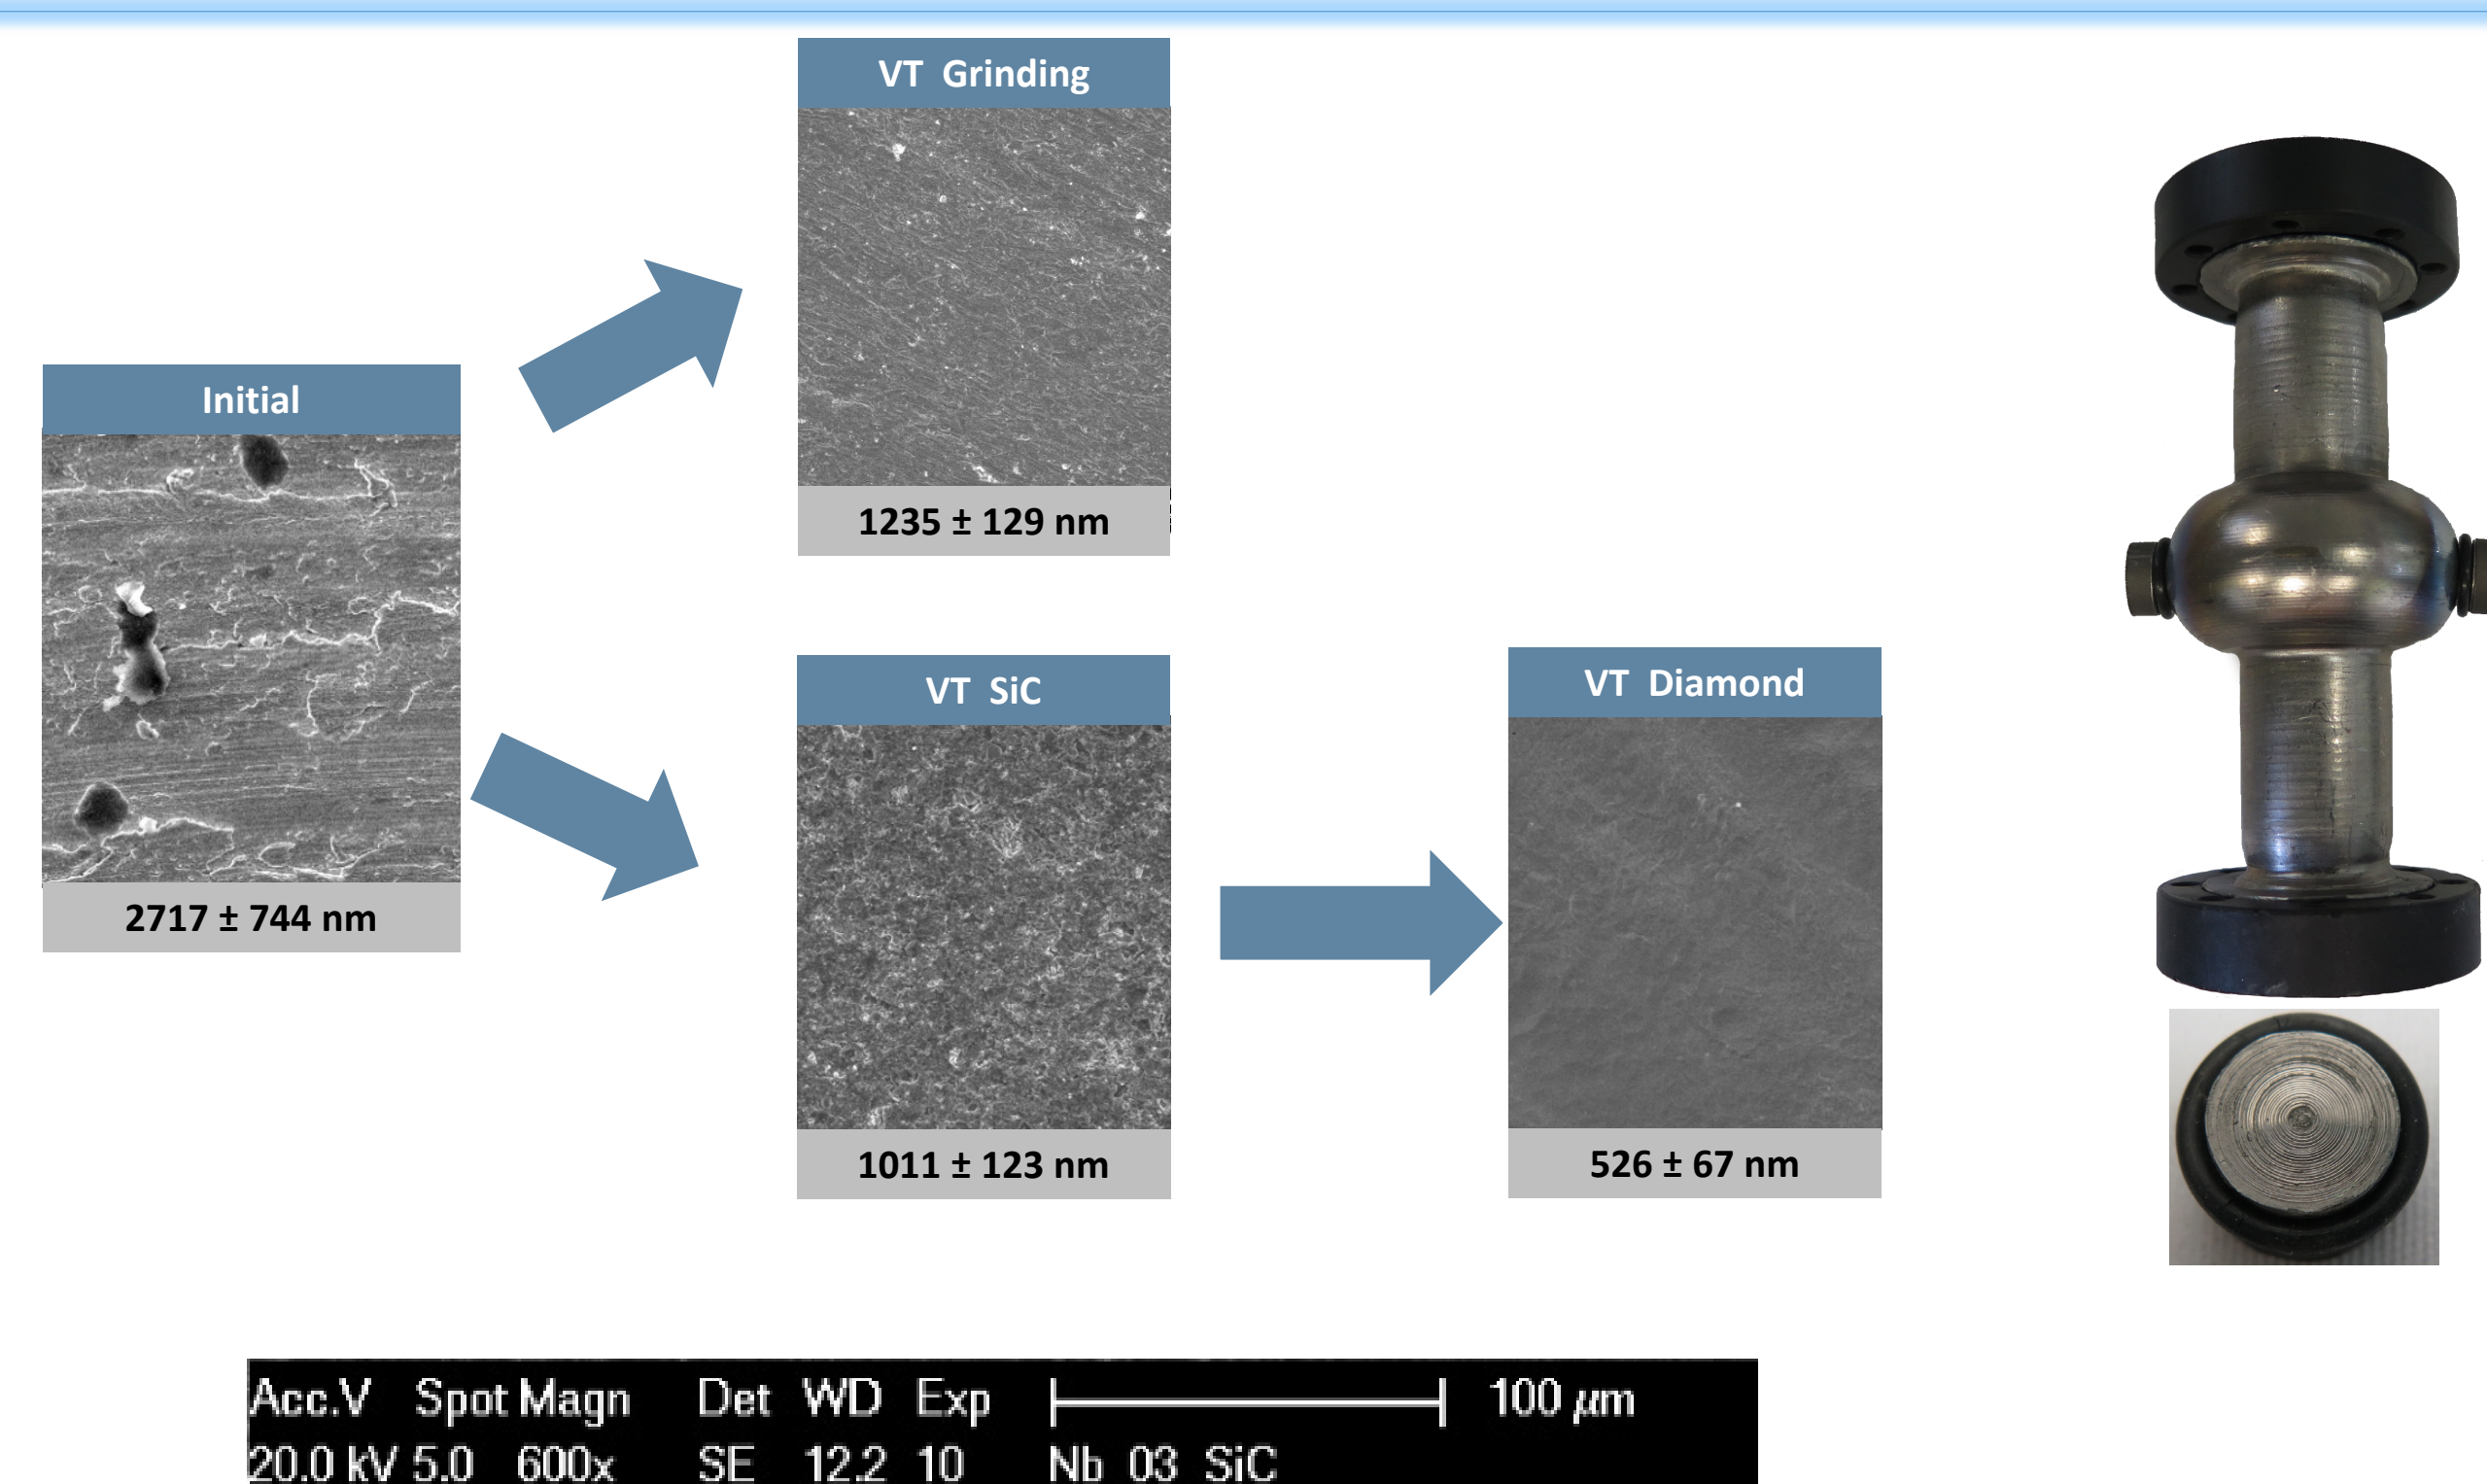 VT Grinding
1235 ± 129 nm
Initial
2717 ± 744 nm
VT SiC
1011 ± 123 nm
VT Diamond
526 ± 67 nm
Acc.V Spot Magn Det WD Exp 100 µm
20.0 kV 5.0 600x SE 12.2 10 Nb 03 SiC